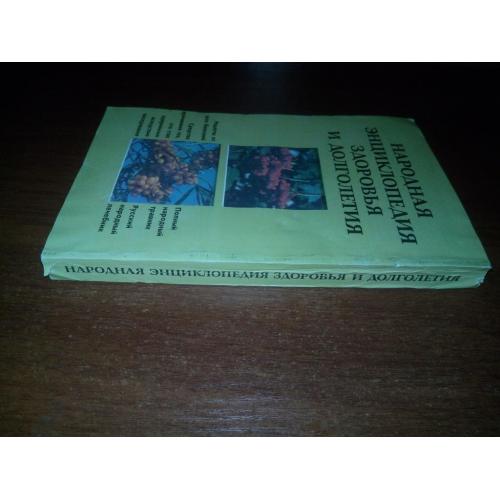 НАРОДНАЯ
ЭНЦИКЛОПЕДИЯ
ЗДОРОВЬЯ
И ДОЛГОЛЕТИЯ
Полный
народный
травник
Русский
народный
лечебник
НАРОДНАЯ ЭНЦИКЛОПЕДИЯ ЗДОРОВЬЯ И ДОЛГОЛЕТИЯ